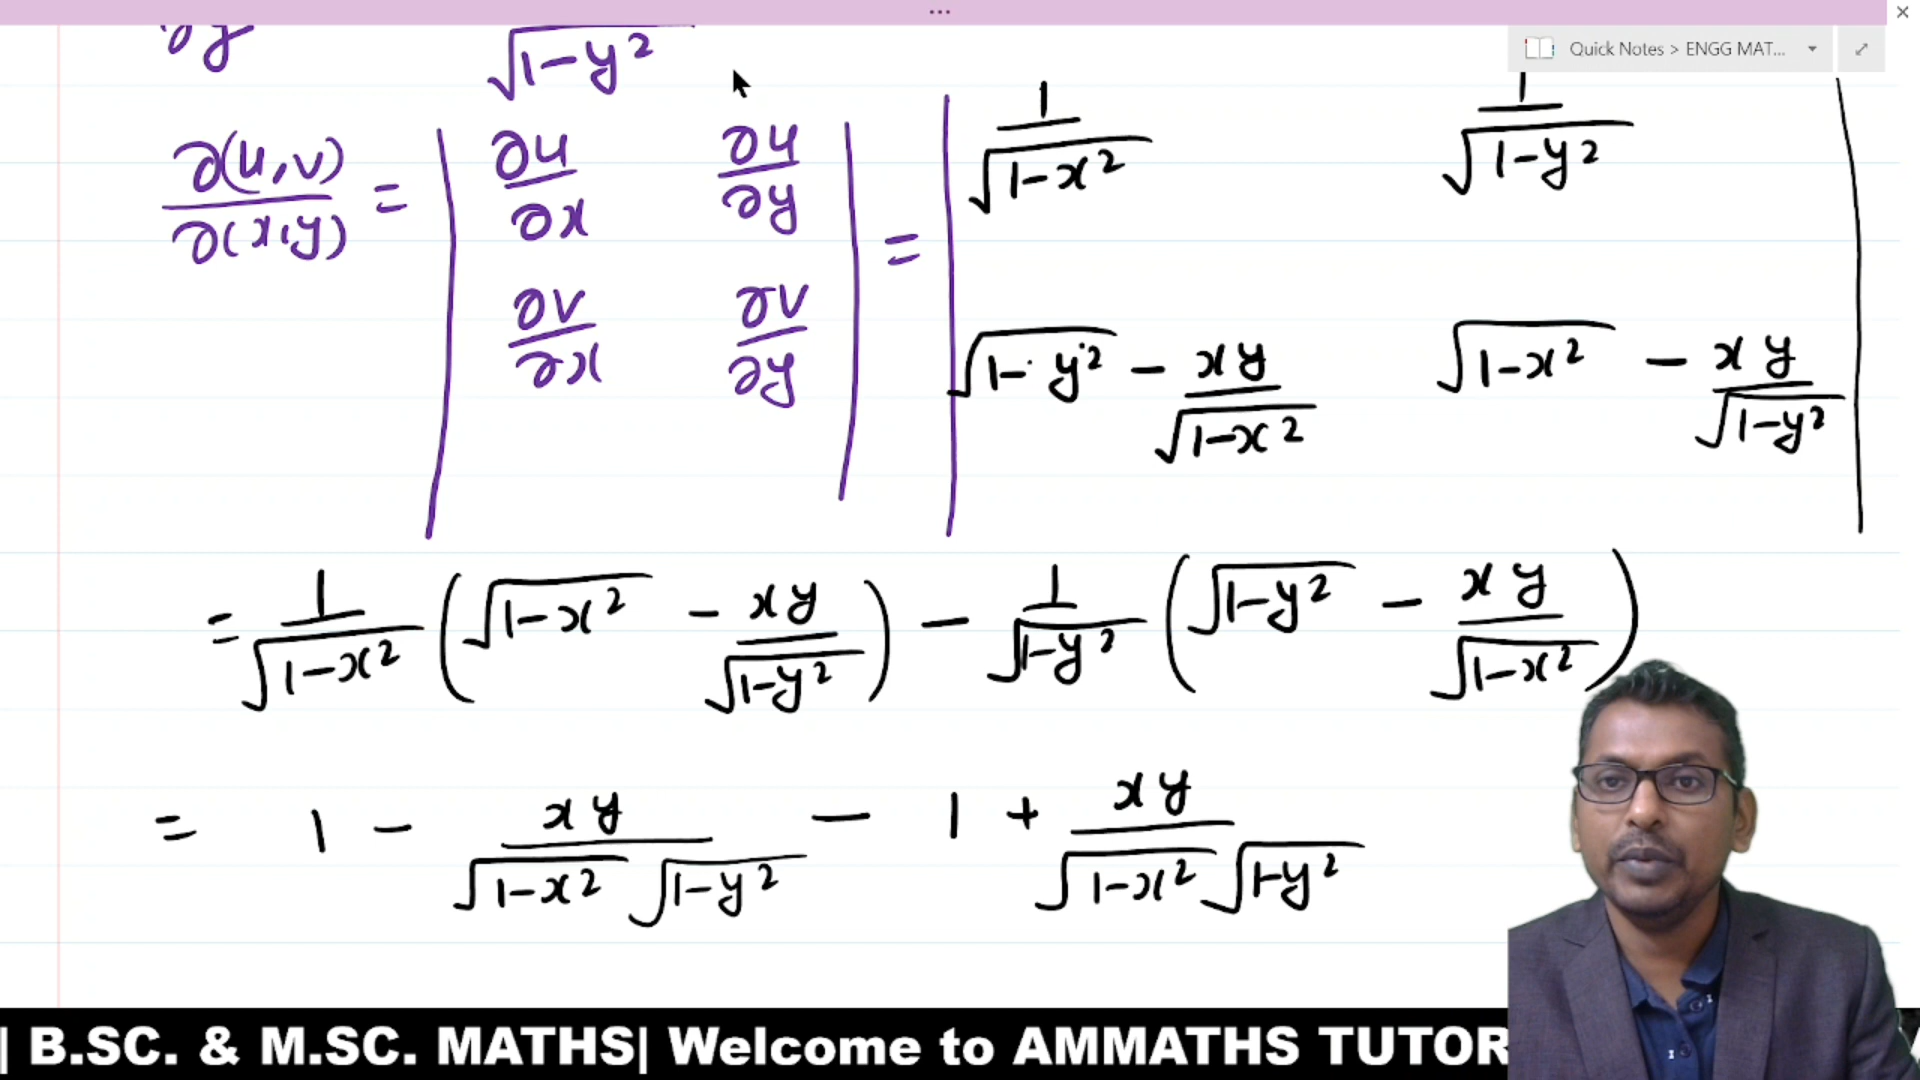 ...
Quick Notes > ENGG MAT...
√(1-y²)
∂(u,v)/∂(x,y) = | ∂u/∂x ∂u/∂y | = | 1/√(1-x²) 1/√(1-y²) |
| ∂v/∂x ∂v/∂y | | √(1-y²) - xy/√(1-x²) √(1-x²) - xy/√(1-y²) |
= 1/√(1-x²) (√(1-x²) - xy/√(1-y²)) - 1/√(1-y²) (√(1-y²) - xy/√(1-x²))
= 1 - xy/(√(1-x²) √(1-y²)) - 1 + xy/(√(1-x²) √(1-y²))
| B.SC. & M.SC. MATHS| Welcome to AMMATHS TUTOR